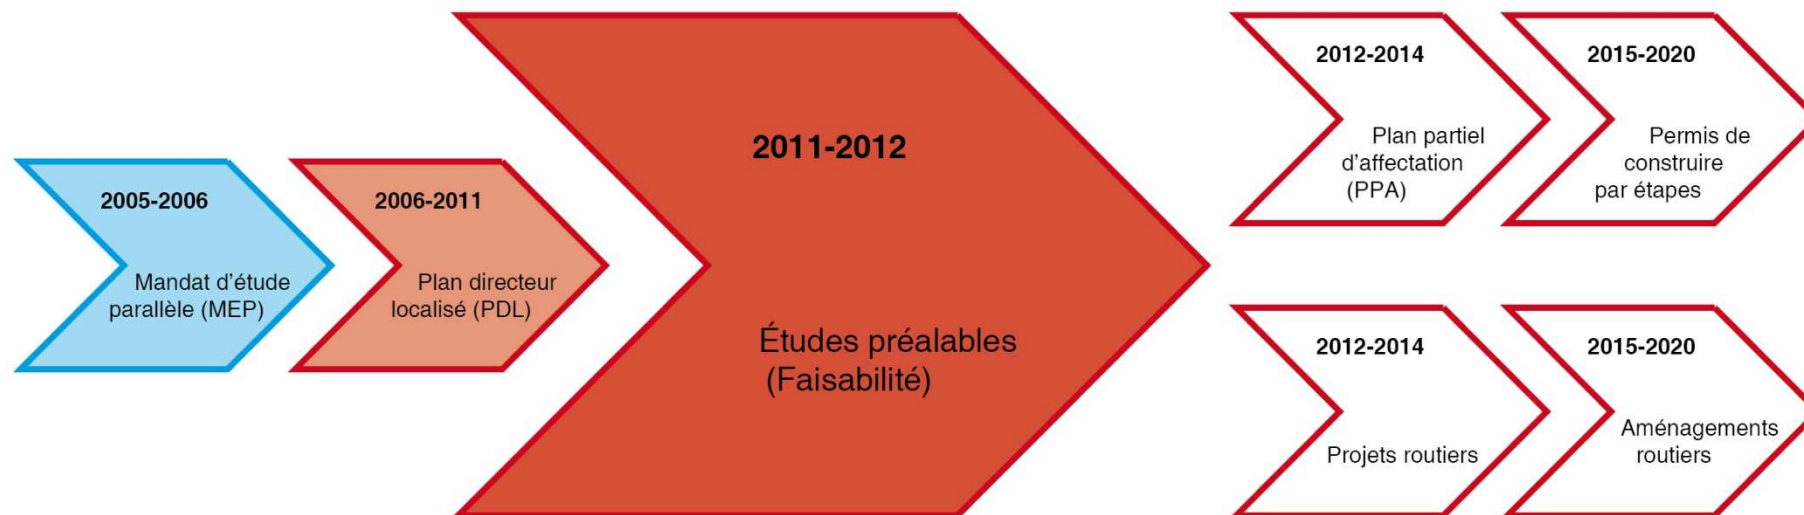 2005-2006
Mandat d’étude
parallèle (MEP)
2006-2011
Plan directeur
localisé (PDL)
2011-2012
Études préalables
(Faisabilité)
2012-2014
Plan partiel
d’affectation
(PPA)
2015-2020
Permis de
construire
par étapes
2012-2014
Projets routiers
2015-2020
Aménagements
routiers